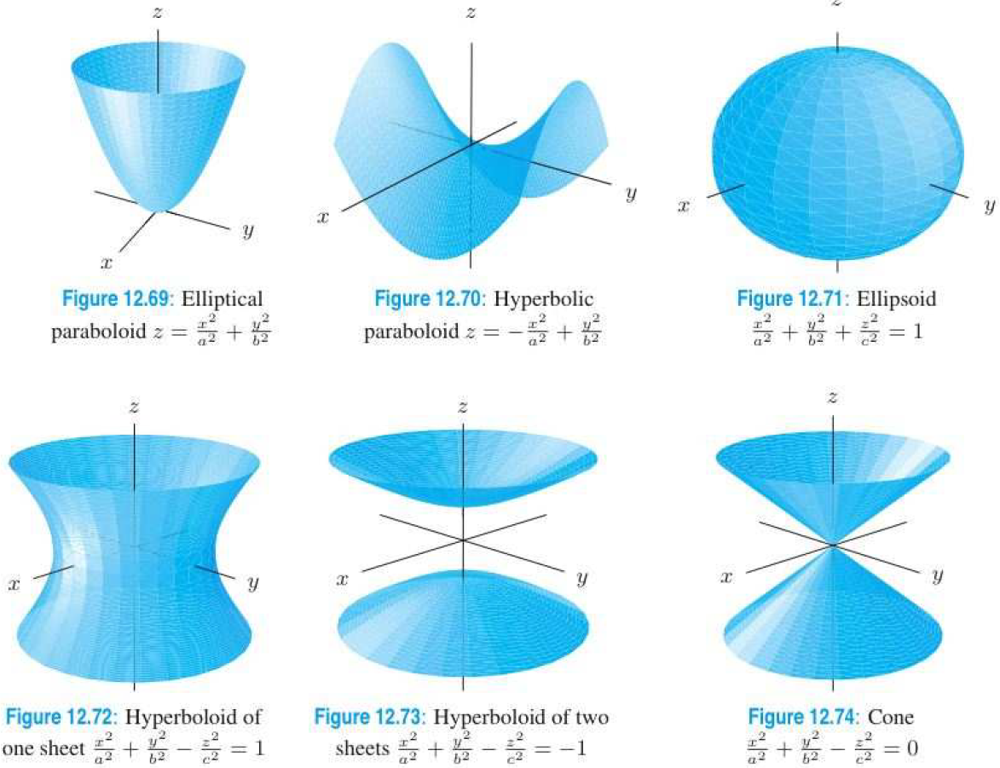 z
z
z
x
y
x
y
x
y
Figure 12.69: Elliptical
paraboloid z = x²/a² + y²/b²
Figure 12.70: Hyperbolic
paraboloid z = −x²/a² + y²/b²
Figure 12.71: Ellipsoid
x²/a² + y²/b² + z²/c² = 1
z
z
z
x
y
x
y
x
y
Figure 12.72: Hyperboloid of
one sheet x²/a² + y²/b² − z²/c² = 1
Figure 12.73: Hyperboloid of two
sheets x²/a² + y²/b² − z²/c² = −1
Figure 12.74: Cone
x²/a² + y²/b² − z²/c² = 0